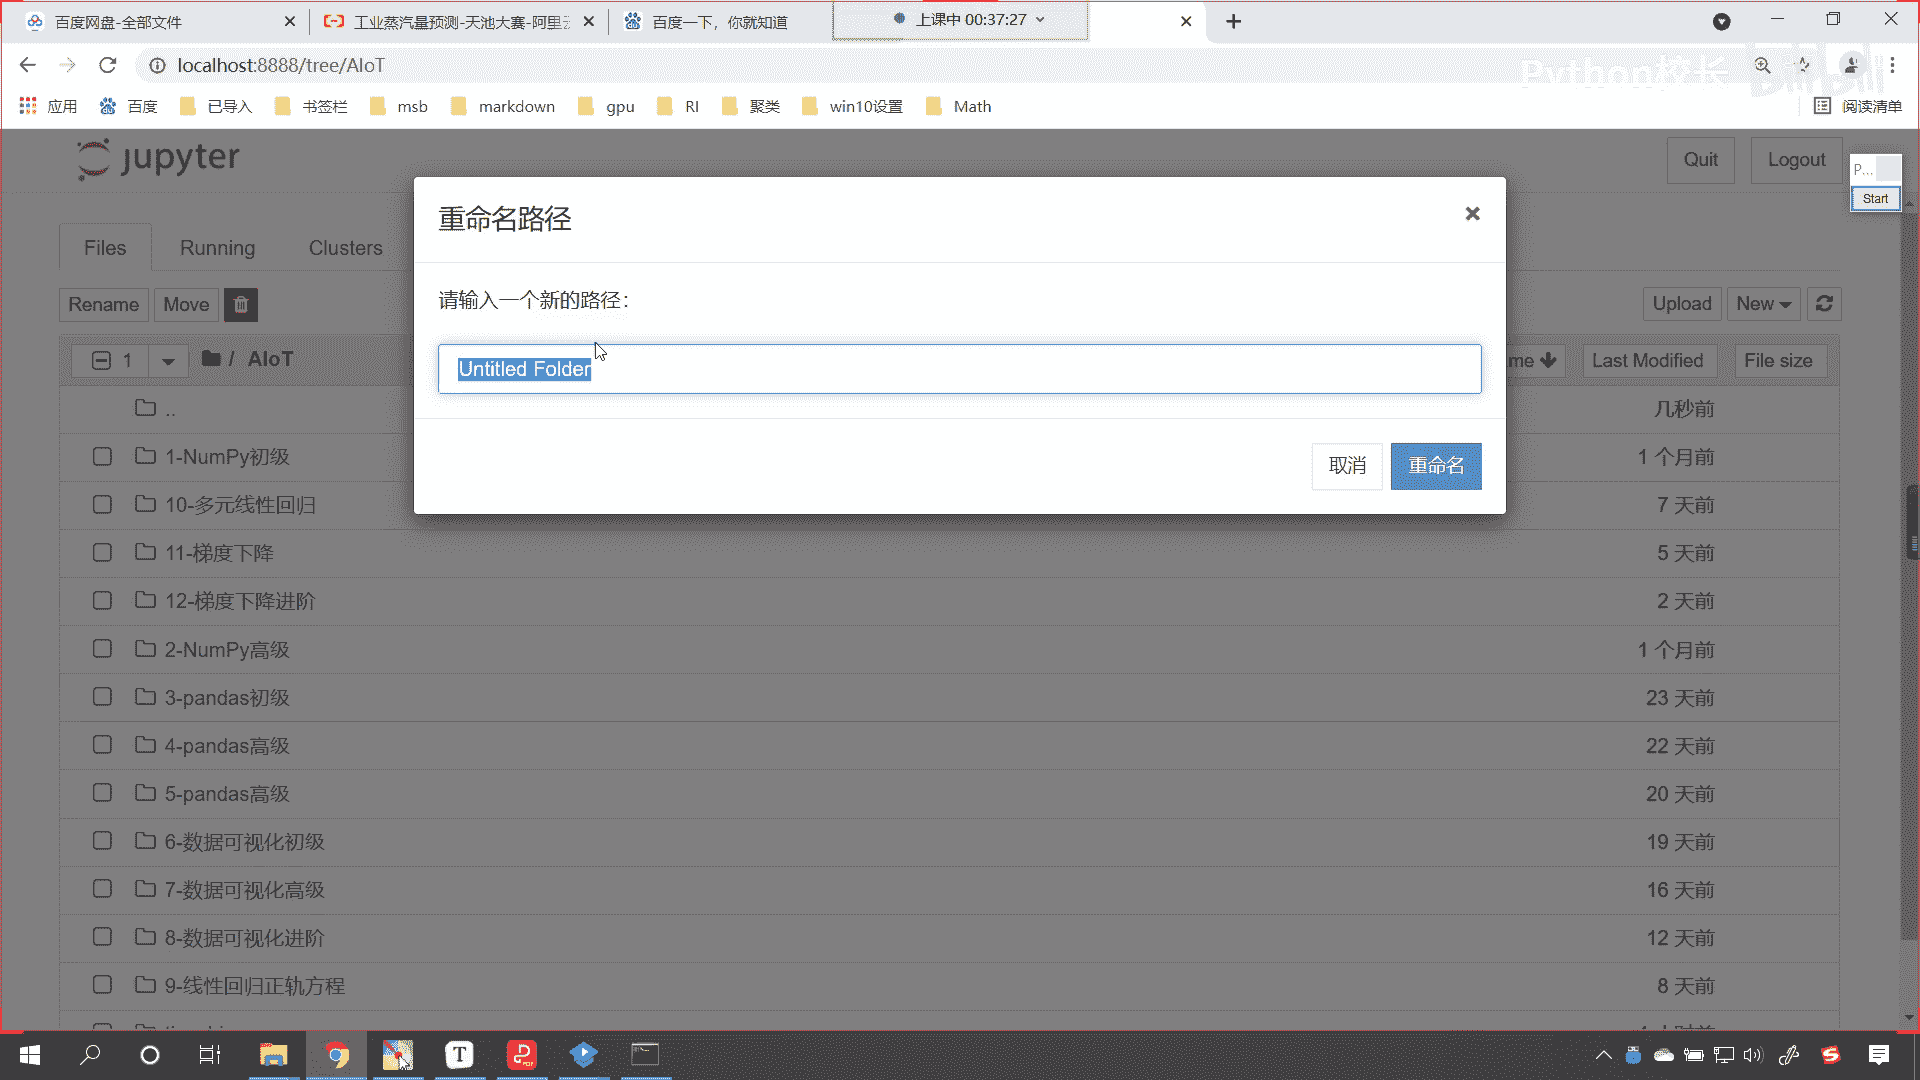 百度网盘-全部文件
工业蒸汽量预测-天池大赛-阿里云
百度一下，你就知道
上课中 00:37:27
localhost:8888/tree/AIoT
Python校长
bilibili
应用 百度 已导入 书签栏 msb markdown gpu RI 聚类 win10设置 Math 阅读清单
jupyter
Quit Logout
P...
Start
重命名路径
Files Running Clusters
请输入一个新的路径：
Rename Move
Upload New
Untitled Folder
1 / AIoT
me Last Modified File size
取消 重命名
.. 几秒前
1-NumPy初级 1 个月前
10-多元线性回归 7 天前
11-梯度下降 5 天前
12-梯度下降进阶 2 天前
2-NumPy高级 1 个月前
3-pandas初级 23 天前
4-pandas高级 22 天前
5-pandas高级 20 天前
6-数据可视化初级 19 天前
7-数据可视化高级 16 天前
8-数据可视化进阶 12 天前
9-线性回归正轨方程 8 天前